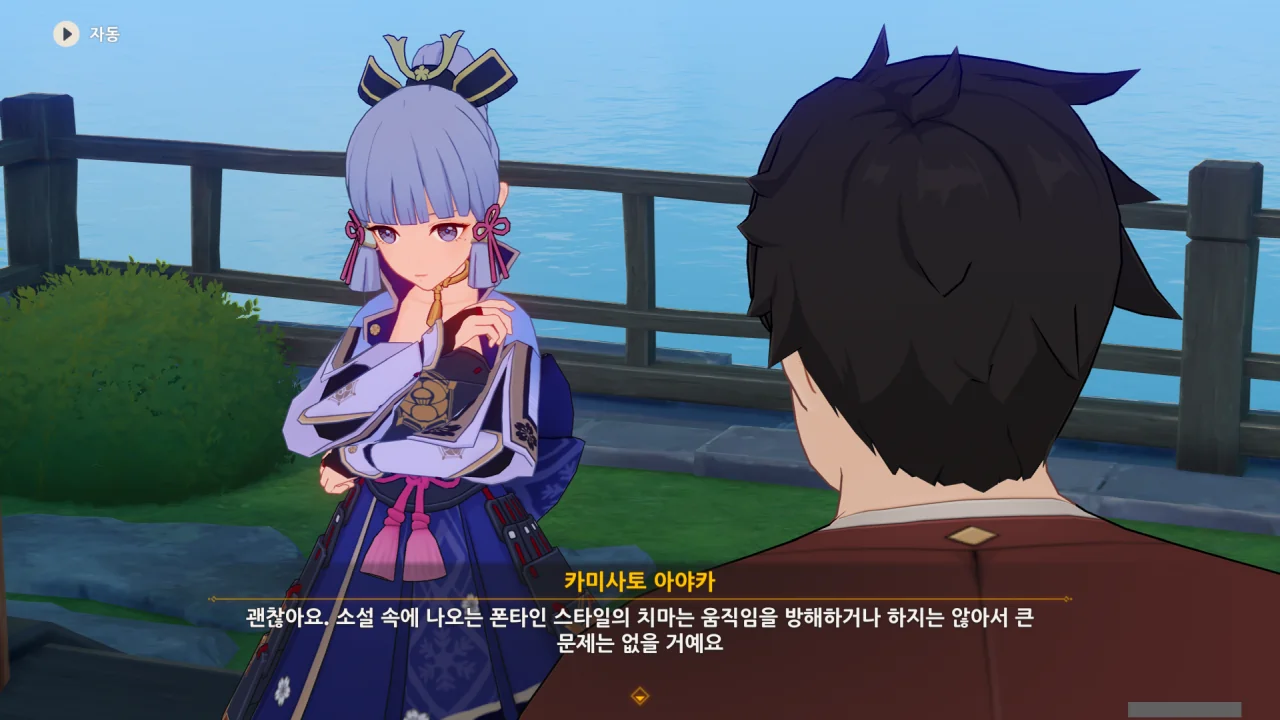 자동
카미사토 아야카
괜찮아요. 소설 속에 나오는 폰타인 스타일의 치마는 움직임을 방해하거나 하지는 않아서 큰
문제는 없을 거예요